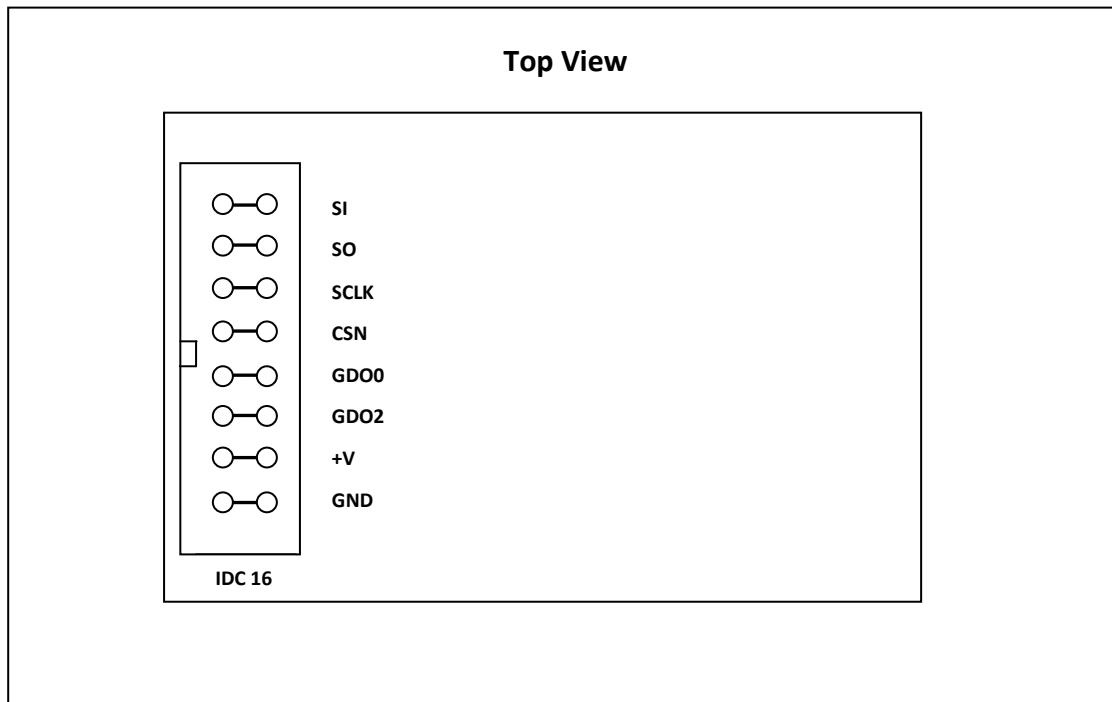 Top View
SI
SO
SCLK
CSN
GDO0
GDO2
+V
GND
IDC 16